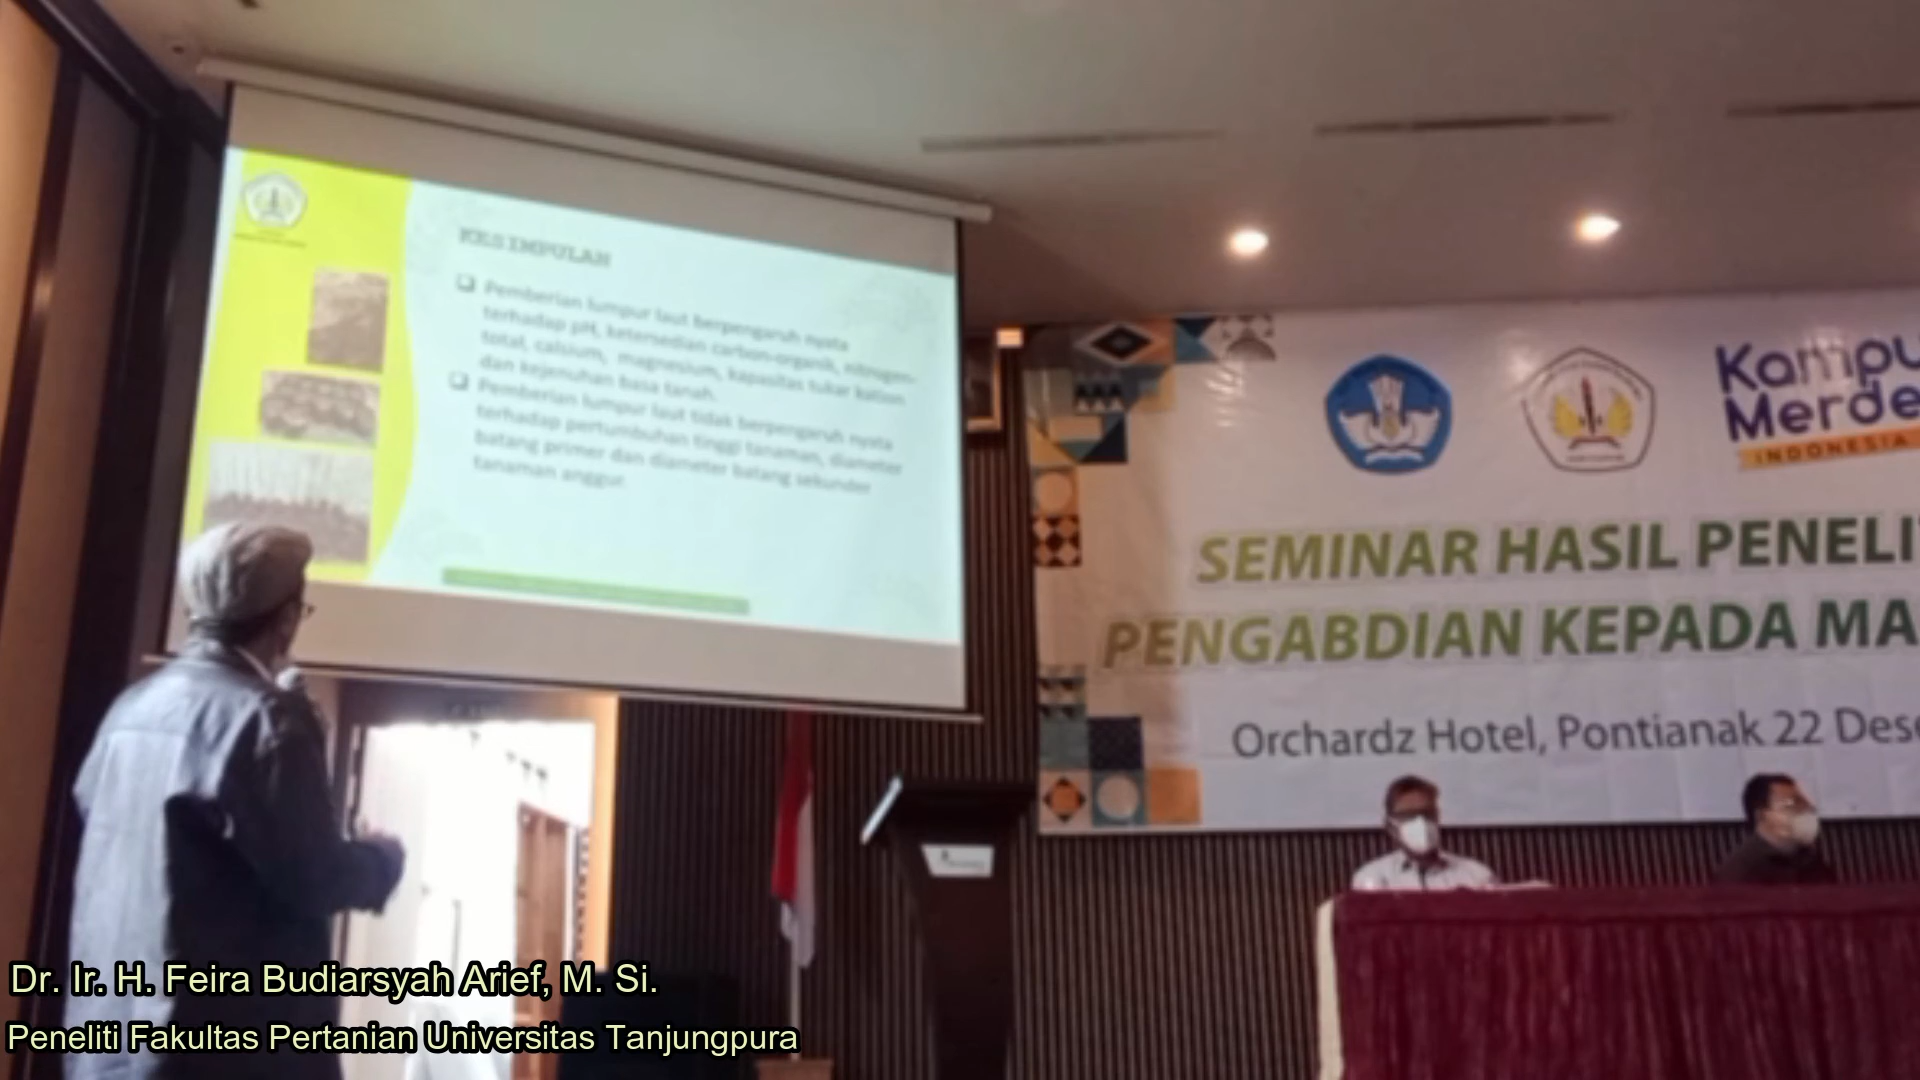 KESIMPULAN
Pemberian lumpur laut berpengaruh nyata
terhadap pH, ketersedian carbon-organik, nitrogen-
total, calsium, magnesium, kapasitas tukar kation
dan kejenuhan basa tanah.
Pemberian lumpur laut tidak berpengaruh nyata
terhadap pertumbuhan tinggi tanaman, diameter
batang primer dan diameter batang sekunder
tanaman anggur.
Kampu
Merde
INDONESIA
SEMINAR HASIL PENELI
PENGABDIAN KEPADA MA
Orchardz Hotel, Pontianak 22 Dese
Dr. Ir. H. Feira Budiarsyah Arief, M. Si.
Peneliti Fakultas Pertanian Universitas Tanjungpura